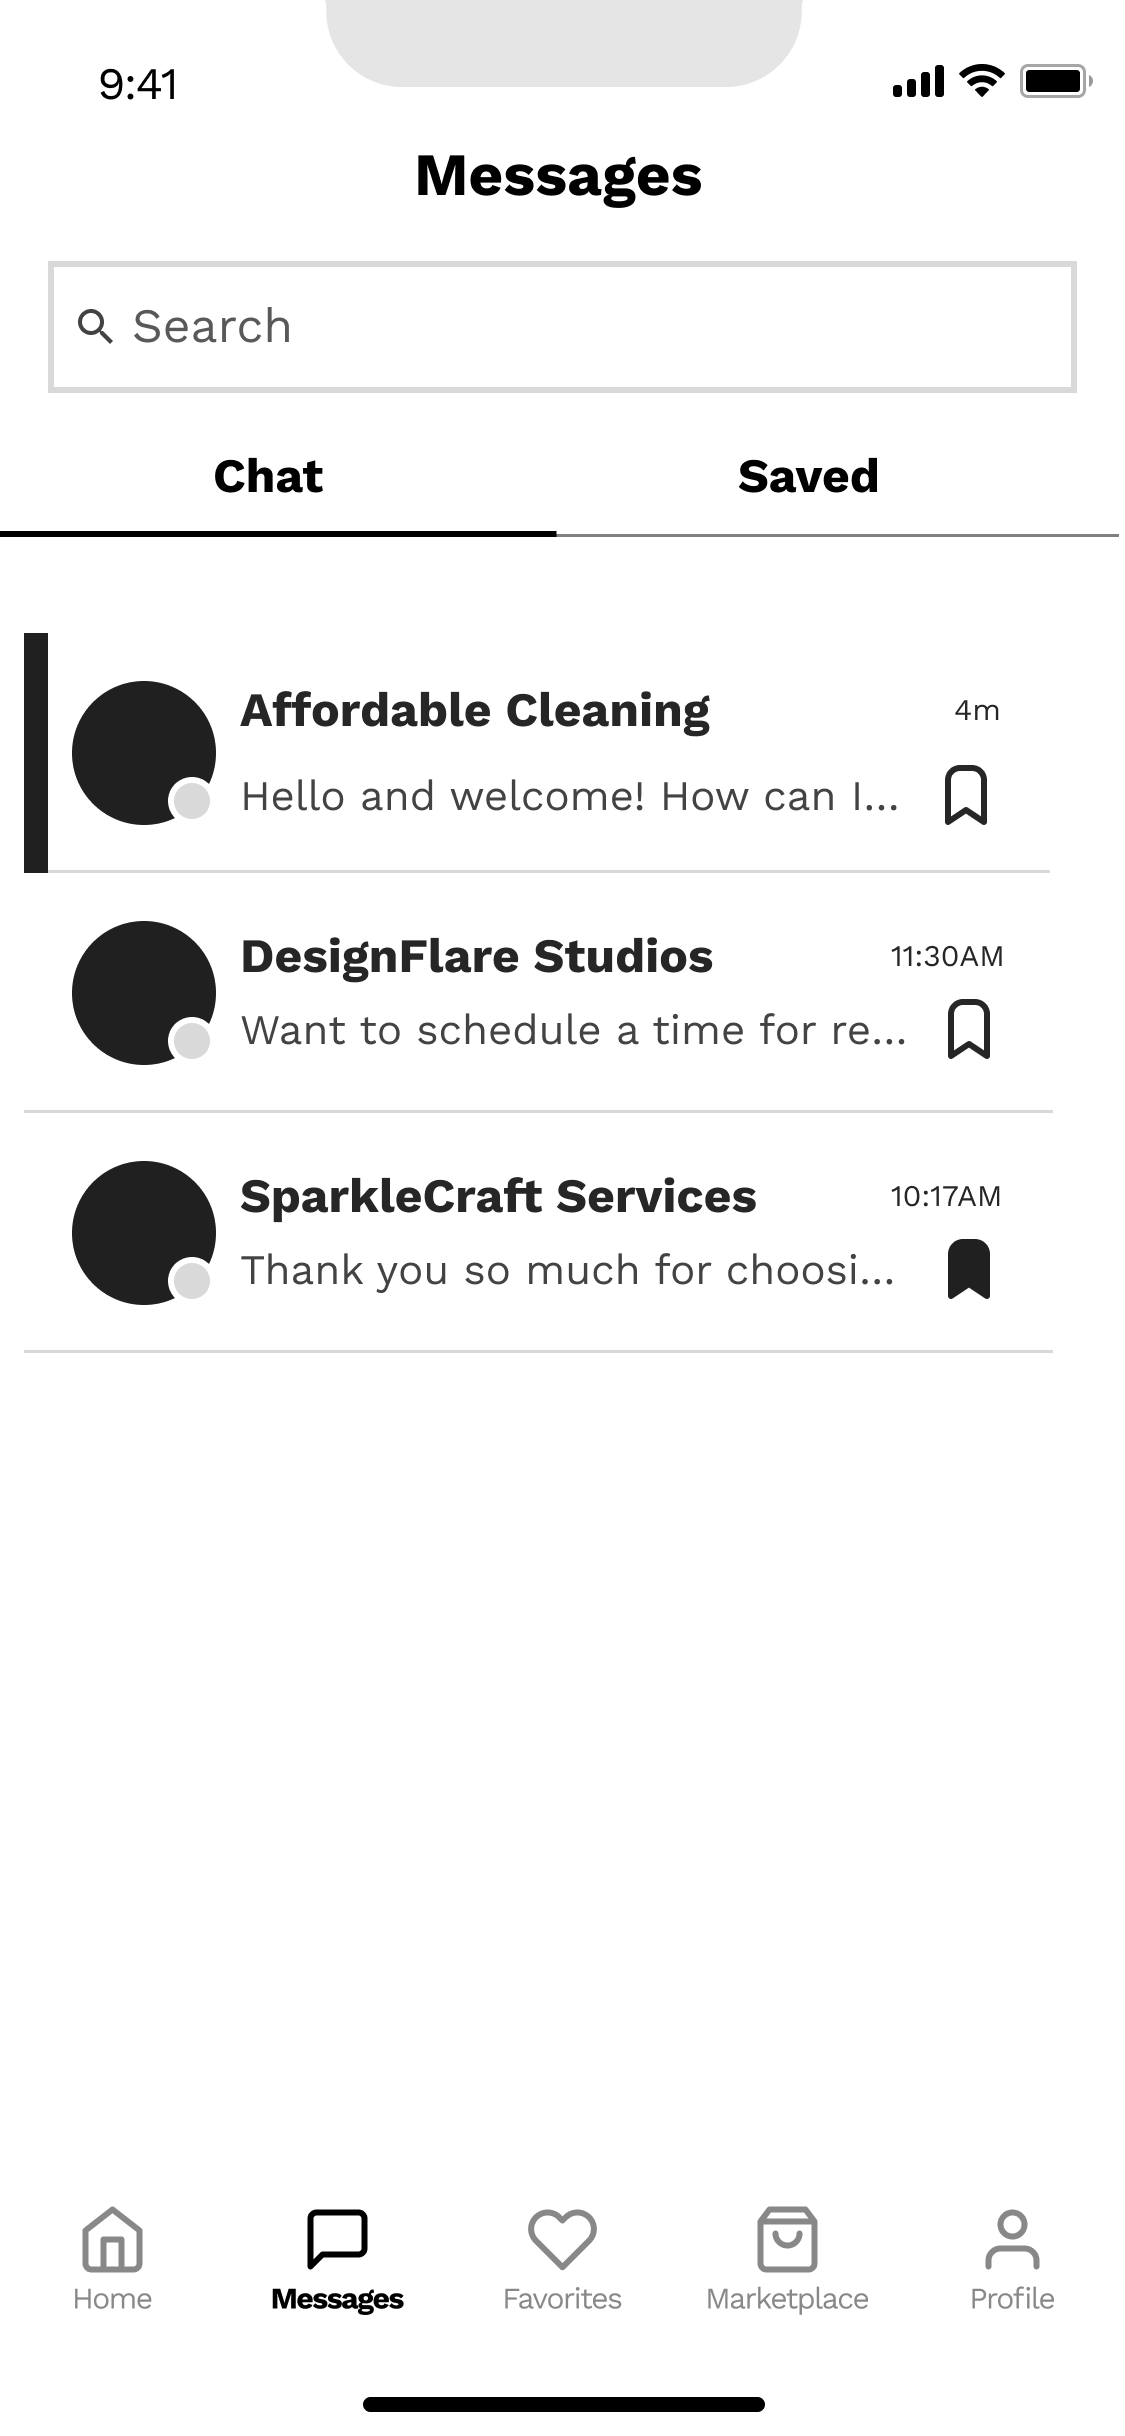 9:41
Messages
Search
Chat
Saved
Affordable Cleaning
4m
Hello and welcome! How can I...
DesignFlare Studios
11:30AM
Want to schedule a time for re...
SparkleCraft Services
10:17AM
Thank you so much for choosi...
Home
Messages
Favorites
Marketplace
Profile